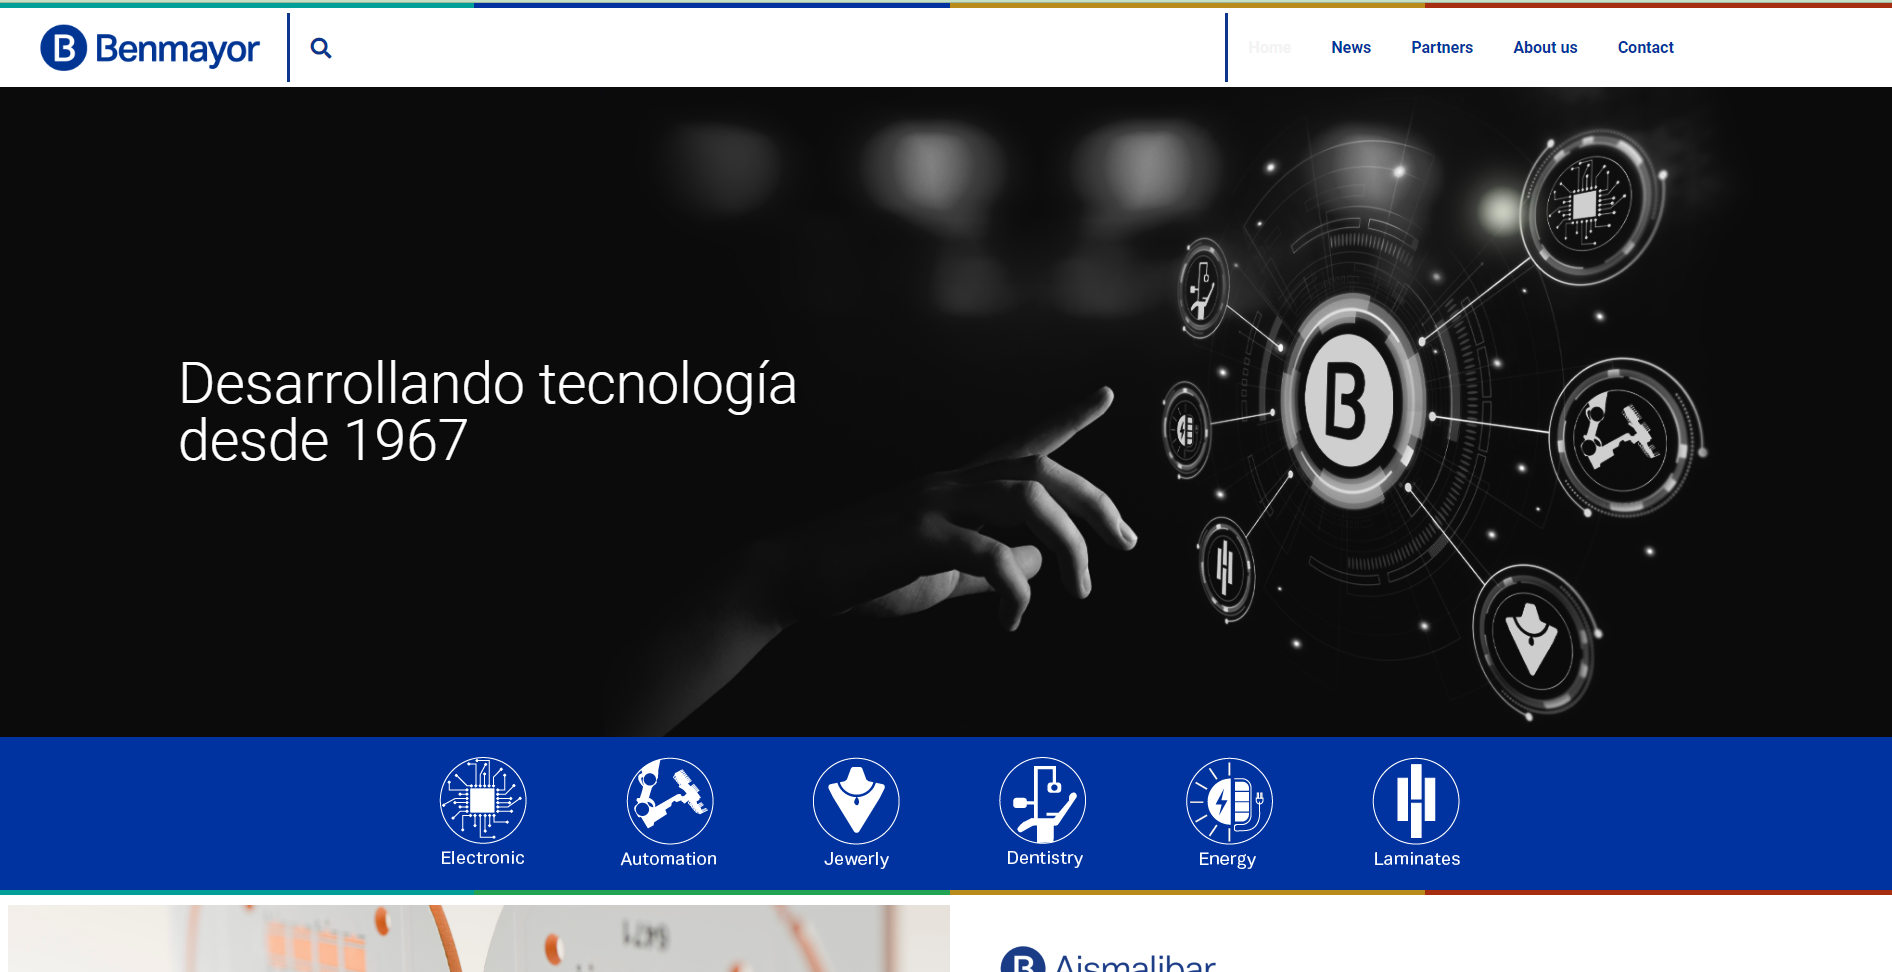 B Benmayor
Home News Partners About us Contact
B
Desarrollando tecnología
desde 1967
Electronic Automation Jewerly Dentistry Energy Laminates
B Aismalibar